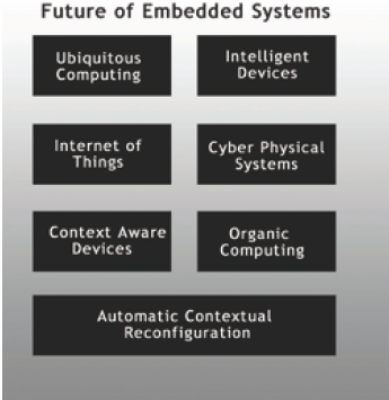 Future of Embedded Systems
Ubiquitous
Computing
Intelligent
Devices
Internet of
Things
Cyber Physical
Systems
Context Aware
Devices
Organic
Computing
Automatic Contextual
Reconfiguration